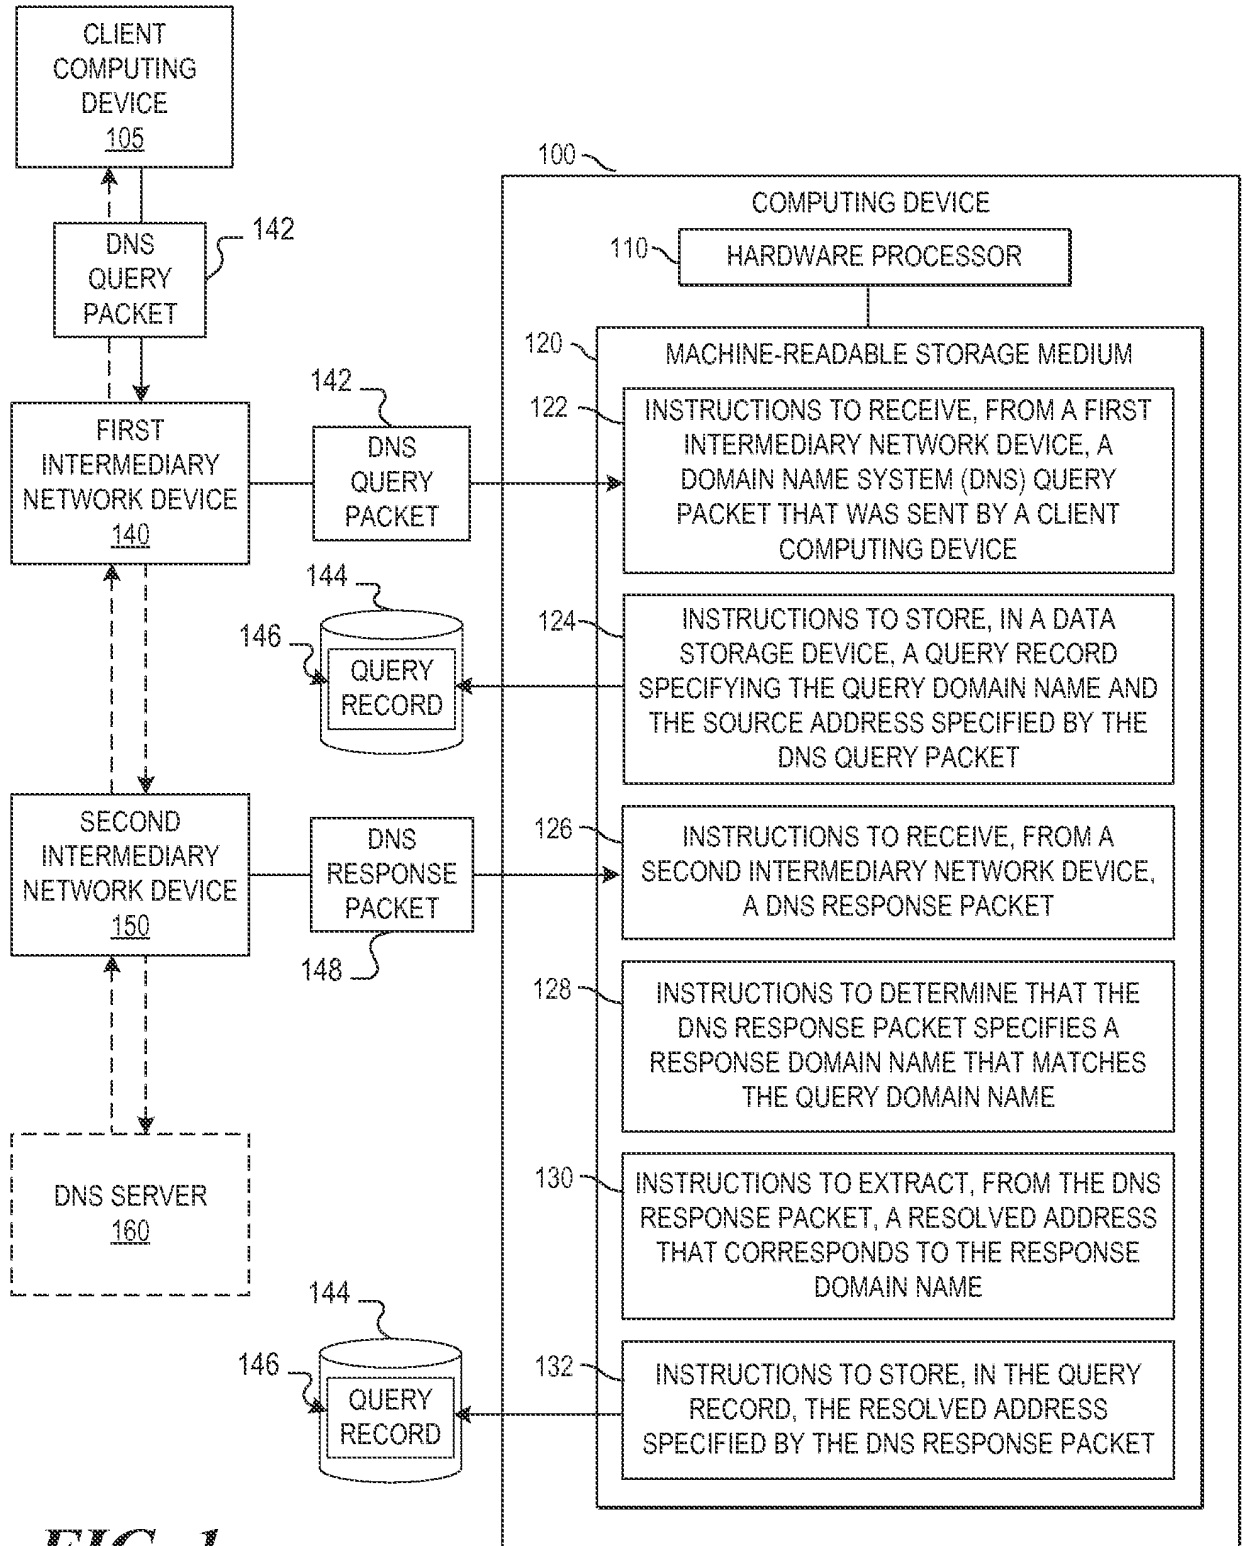 CLIENT
COMPUTING
DEVICE
105
DNS
QUERY
PACKET
142
FIRST
INTERMEDIARY
NETWORK DEVICE
140
142
DNS
QUERY
PACKET
144
146
QUERY
RECORD
SECOND
INTERMEDIARY
NETWORK DEVICE
150
DNS
RESPONSE
PACKET
148
DNS SERVER
160
144
146
QUERY
RECORD
100
COMPUTING DEVICE
110
HARDWARE PROCESSOR
120
MACHINE-READABLE STORAGE MEDIUM
122
INSTRUCTIONS TO RECEIVE, FROM A FIRST
INTERMEDIARY NETWORK DEVICE, A
DOMAIN NAME SYSTEM (DNS) QUERY
PACKET THAT WAS SENT BY A CLIENT
COMPUTING DEVICE
124
INSTRUCTIONS TO STORE, IN A DATA
STORAGE DEVICE, A QUERY RECORD
SPECIFYING THE QUERY DOMAIN NAME AND
THE SOURCE ADDRESS SPECIFIED BY THE
DNS QUERY PACKET
126
INSTRUCTIONS TO RECEIVE, FROM A
SECOND INTERMEDIARY NETWORK DEVICE,
A DNS RESPONSE PACKET
128
INSTRUCTIONS TO DETERMINE THAT THE
DNS RESPONSE PACKET SPECIFIES A
RESPONSE DOMAIN NAME THAT MATCHES
THE QUERY DOMAIN NAME
130
INSTRUCTIONS TO EXTRACT, FROM THE DNS
RESPONSE PACKET, A RESOLVED ADDRESS
THAT CORRESPONDS TO THE RESPONSE
DOMAIN NAME
132
INSTRUCTIONS TO STORE, IN THE QUERY
RECORD, THE RESOLVED ADDRESS
SPECIFIED BY THE DNS RESPONSE PACKET
FIG. 1